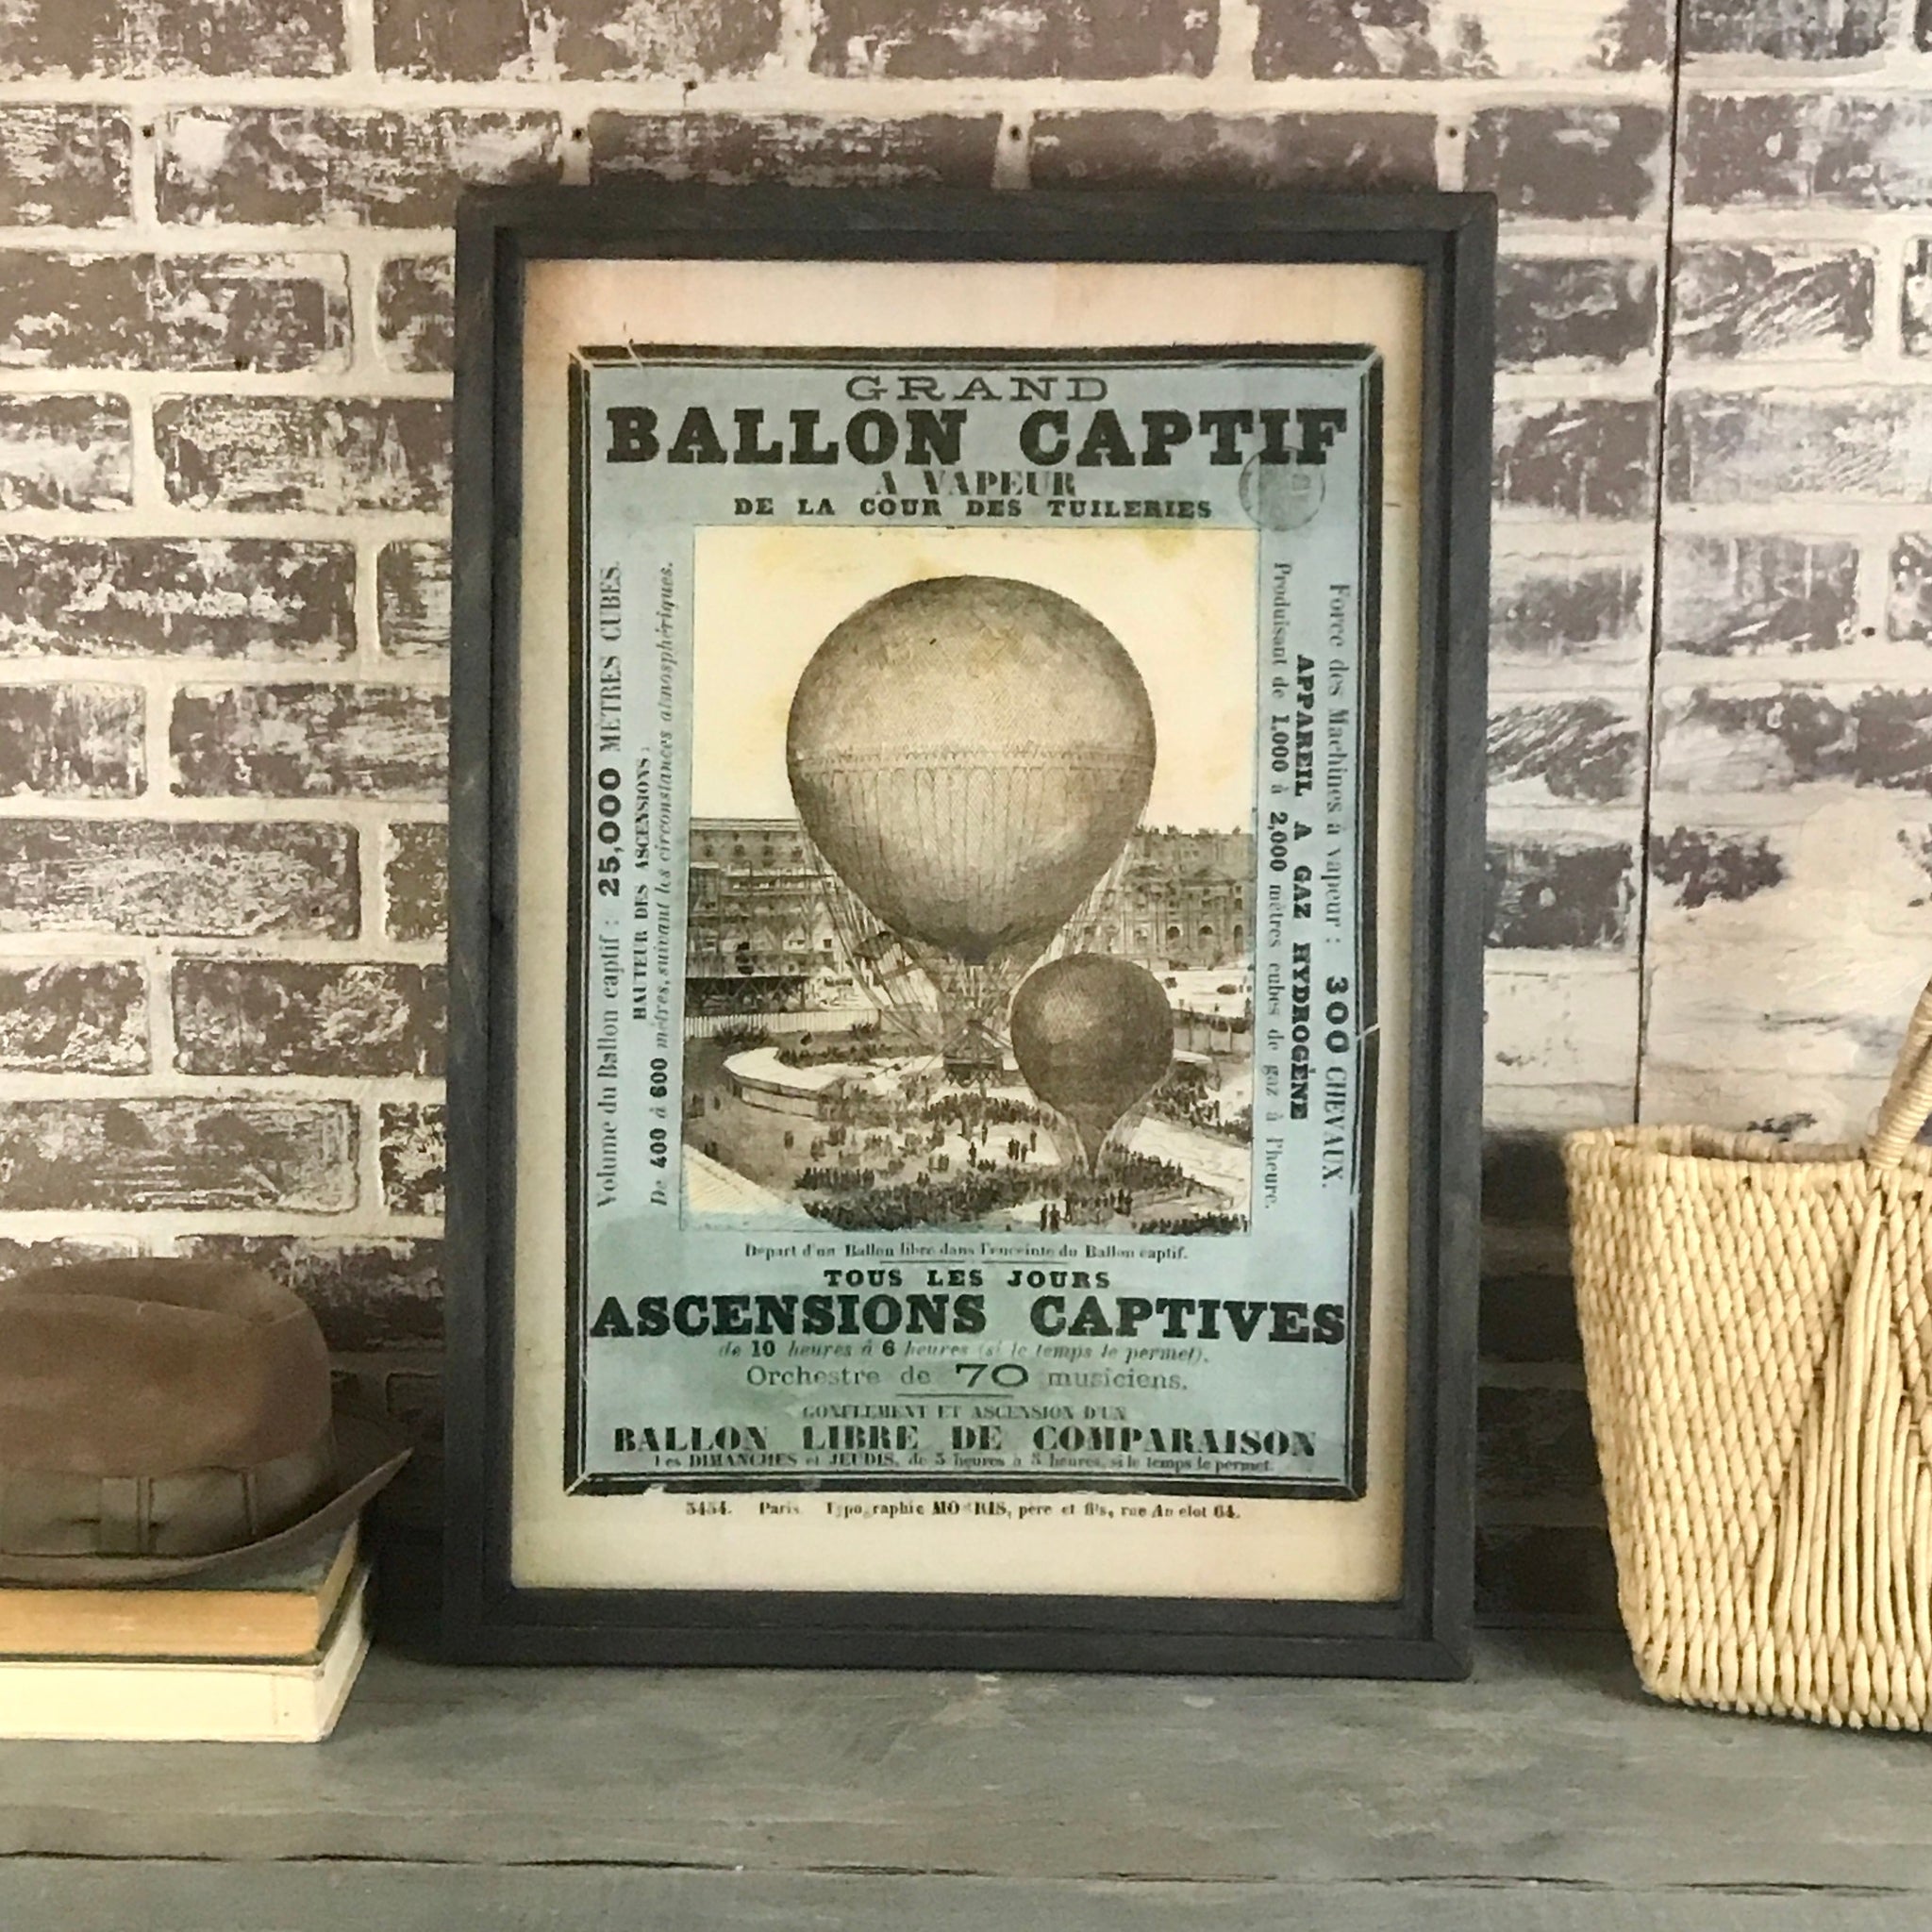 GRAND
BALLON CAPTIF
A VAPEUR
DE LA COUR DES TUILERIES
Volume du Ballon captif : 25,000 MÈTRES CUBES.
HAUTEUR DES ASCENSIONS :
De 400 à 600 mètres, suivant les circonstances atmosphériques.
Force des Machines à vapeur : 300 CHEVAUX.
APPAREIL A GAZ HYDROGÈNE
Produisant de 1,000 à 2,000 mètres cubes de gaz à l'heure.
Départ d'un Ballon libre dans l'enceinte du Ballon captif.
TOUS LES JOURS
ASCENSIONS CAPTIVES
de 10 heures à 6 heures (si le temps le permet).
Orchestre de 70 musiciens.
GONFLEMENT ET ASCENSION D'UN
BALLON LIBRE DE COMPARAISON
Les DIMANCHES et JEUDIS, de 3 heures à 5 heures, si le temps le permet.
Paris Typographie MORRIS, père et fils, rue Amelot 64.